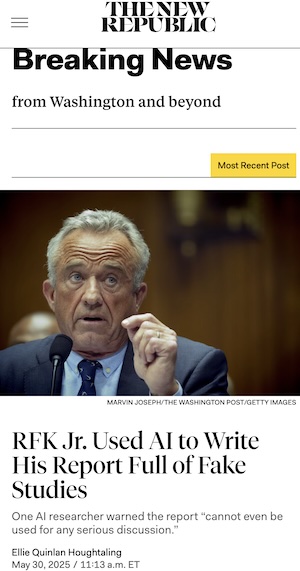 THE NEW
REPUBLIC
Breaking News
from Washington and beyond
Most Recent Post
MARVIN JOSEPH/THE WASHINGTON POST/GETTY IMAGES
RFK Jr. Used AI to Write
His Report Full of Fake
Studies
One AI researcher warned the report “cannot even be
used for any serious discussion.”
Ellie Quinlan Houghtaling
May 30, 2025 / 11:13 a.m. ET